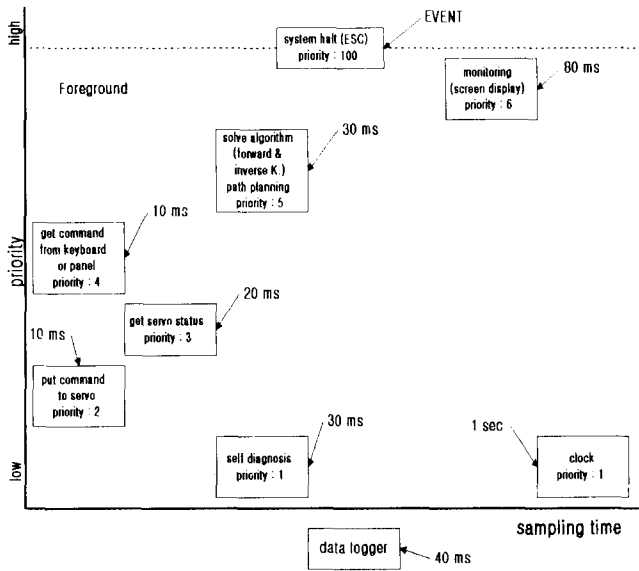 high
system halt (ESC)
priority : 100
EVENT
Foreground
monitoring
(screen display)
priority : 6
80 ms
solve algorithm
(forward &
inverse K.)
path planning
priority : 5
30 ms
priority
get command
from keyboard
or panel
priority : 4
10 ms
get servo status
priority : 3
20 ms
10 ms
put command
to servo
priority : 2
low
self diagnosis
priority : 1
30 ms
1 sec
clock
priority : 1
sampling time
data logger
40 ms